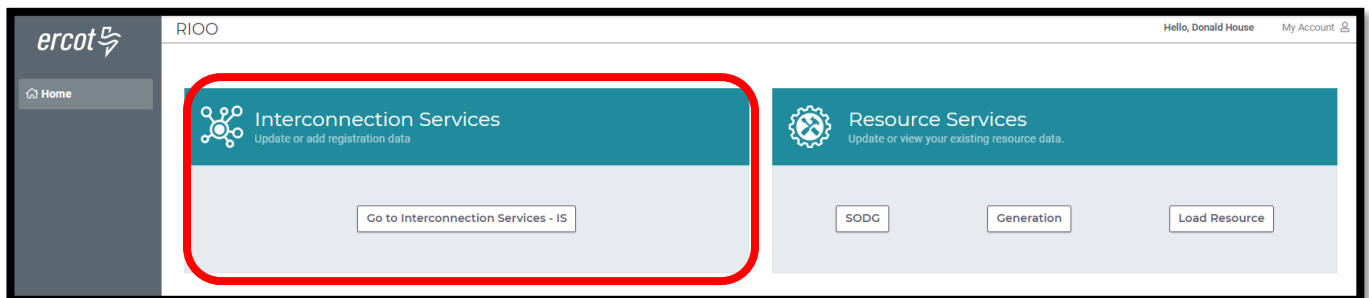 ercot
RIOO
Hello, Donald House
My Account
Home
Interconnection Services
Update or add registration data
Go to Interconnection Services - IS
Resource Services
Update or view your existing resource data.
SODG
Generation
Load Resource